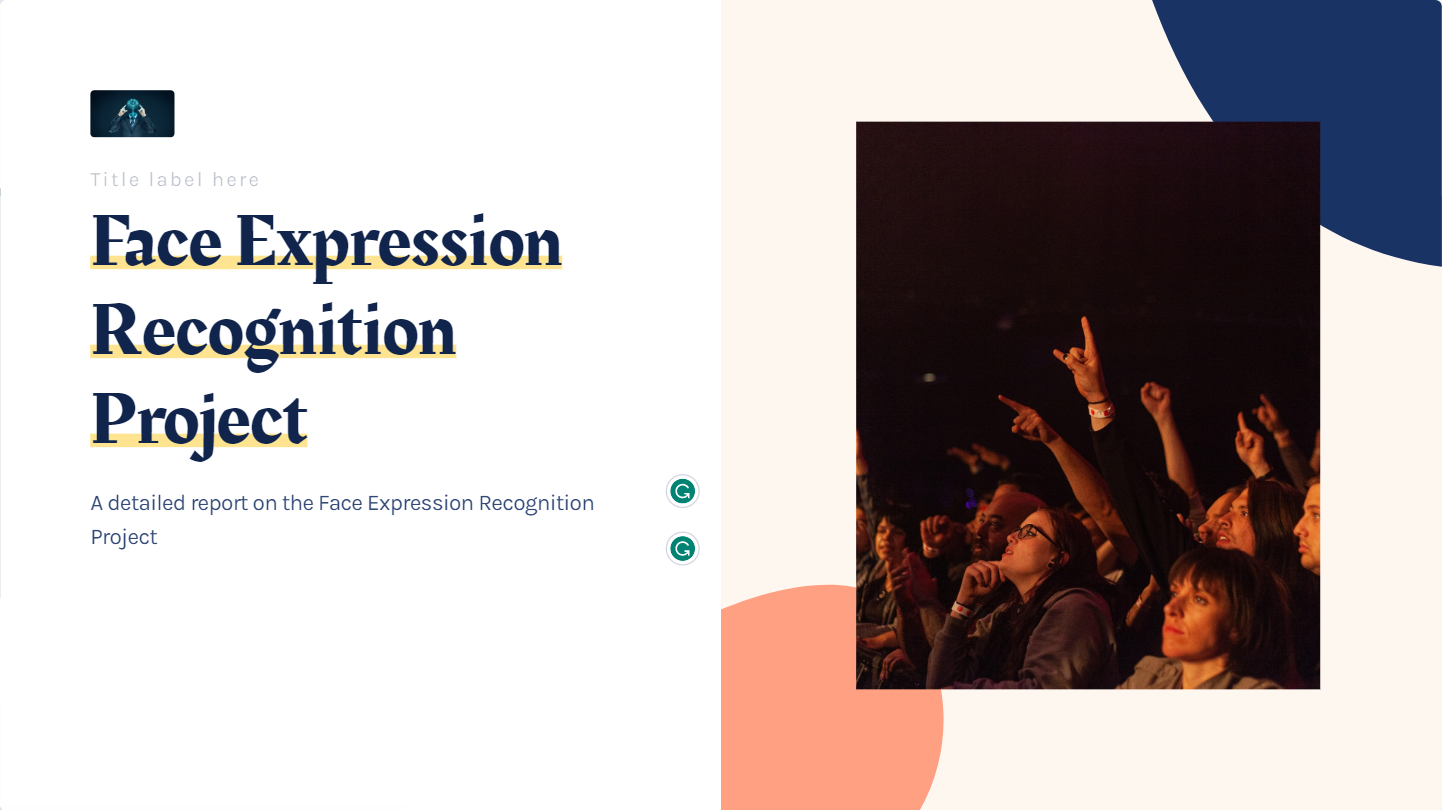 Title label here
Face Expression
Recognition
Project
A detailed report on the Face Expression Recognition
Project